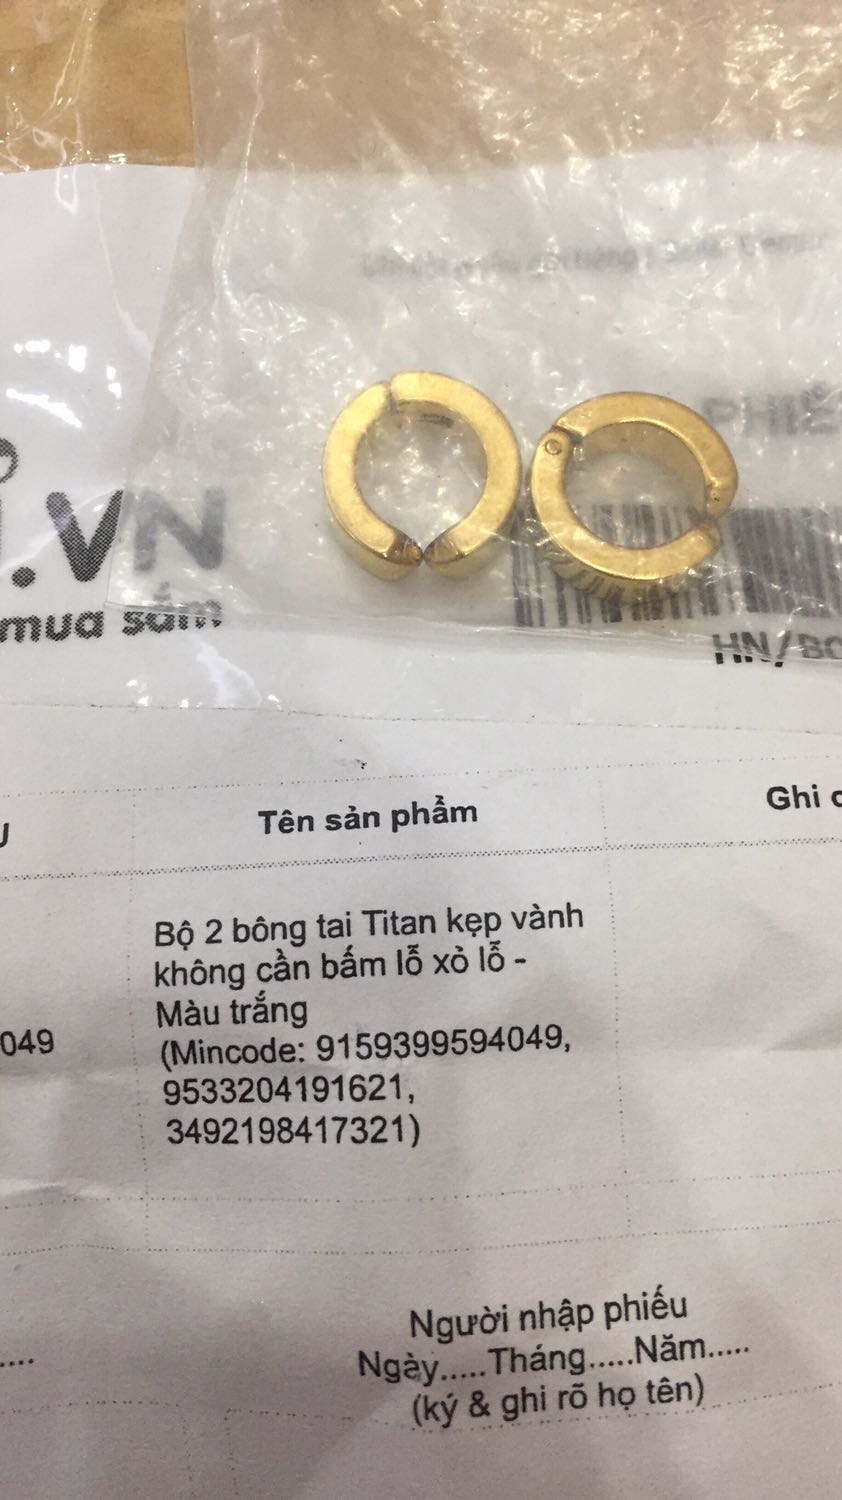 .VN
mua sắm
PHIẾ
HN/BO
Tên sản phẩm
Ghi c
Bộ 2 bông tai Titan kẹp vành
không cần bấm lỗ xỏ lỗ -
Màu trắng
(Mincode: 9159399594049,
9533204191621,
3492198417321)
049
Người nhập phiếu
Ngày.....Tháng.....Năm.....
(ký & ghi rõ họ tên)
....